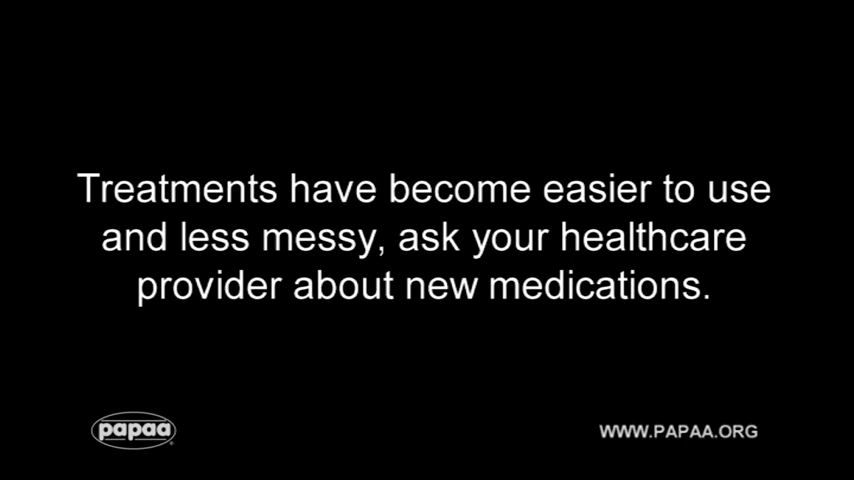 Treatments have become easier to use
and less messy, ask your healthcare
provider about new medications.
papaa
WWW.PAPAA.ORG